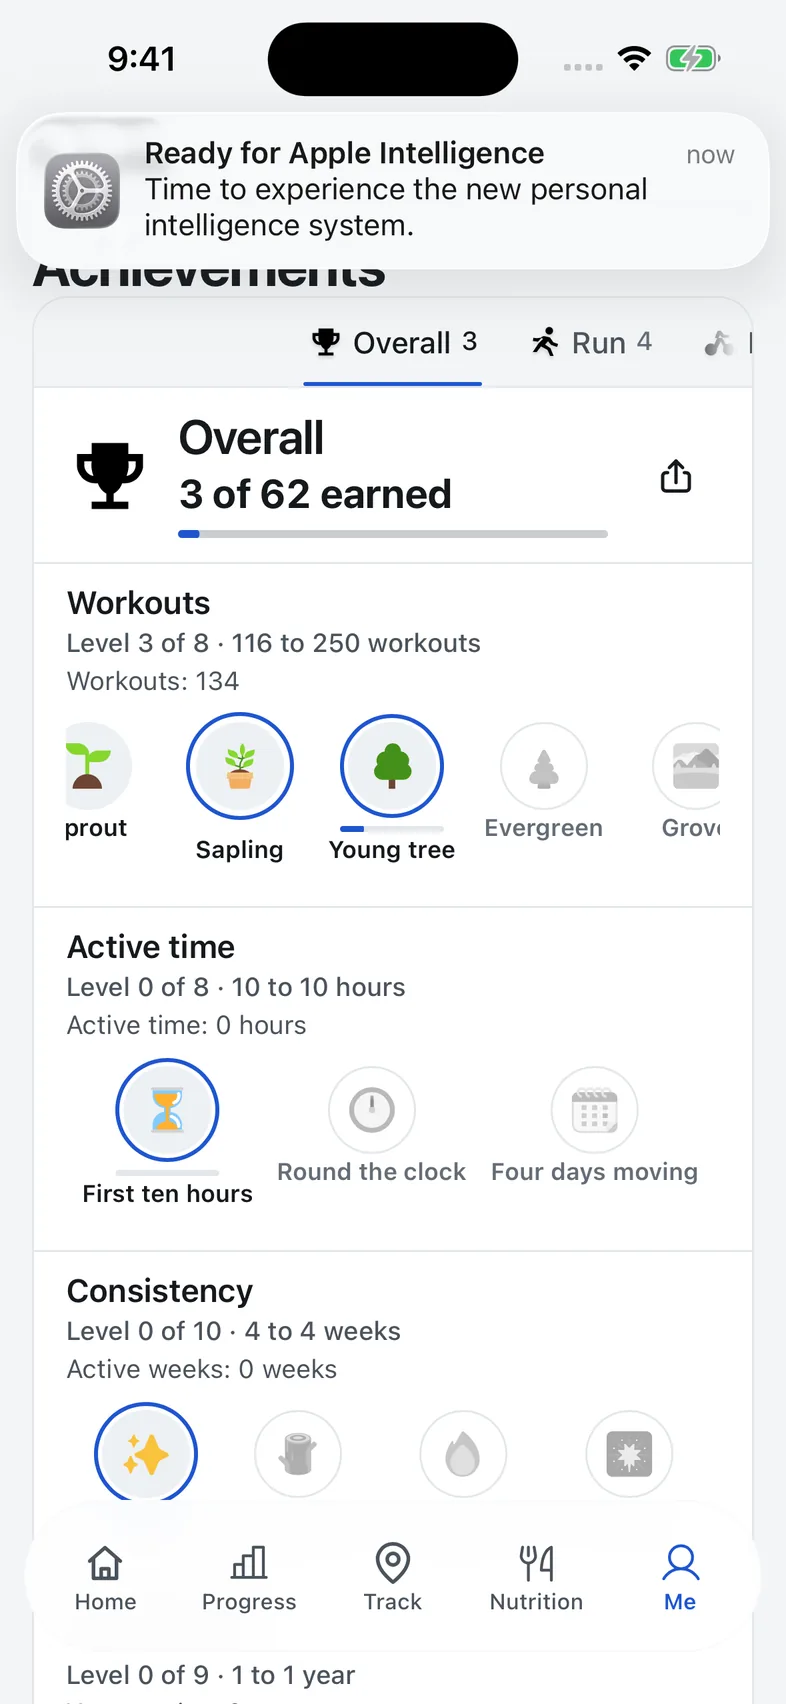 9:41
Ready for Apple Intelligence
now
Time to experience the new personal
intelligence system.
Achievements
Overall 3
Run 4
Overall
3 of 62 earned
Workouts
Level 3 of 8 · 116 to 250 workouts
Workouts: 134
prout
Sapling
Young tree
Evergreen
Grov
Active time
Level 0 of 8 · 10 to 10 hours
Active time: 0 hours
First ten hours
Round the clock
Four days moving
Consistency
Level 0 of 10 · 4 to 4 weeks
Active weeks: 0 weeks
Home
Progress
Track
Nutrition
Me
Level 0 of 9 · 1 to 1 year